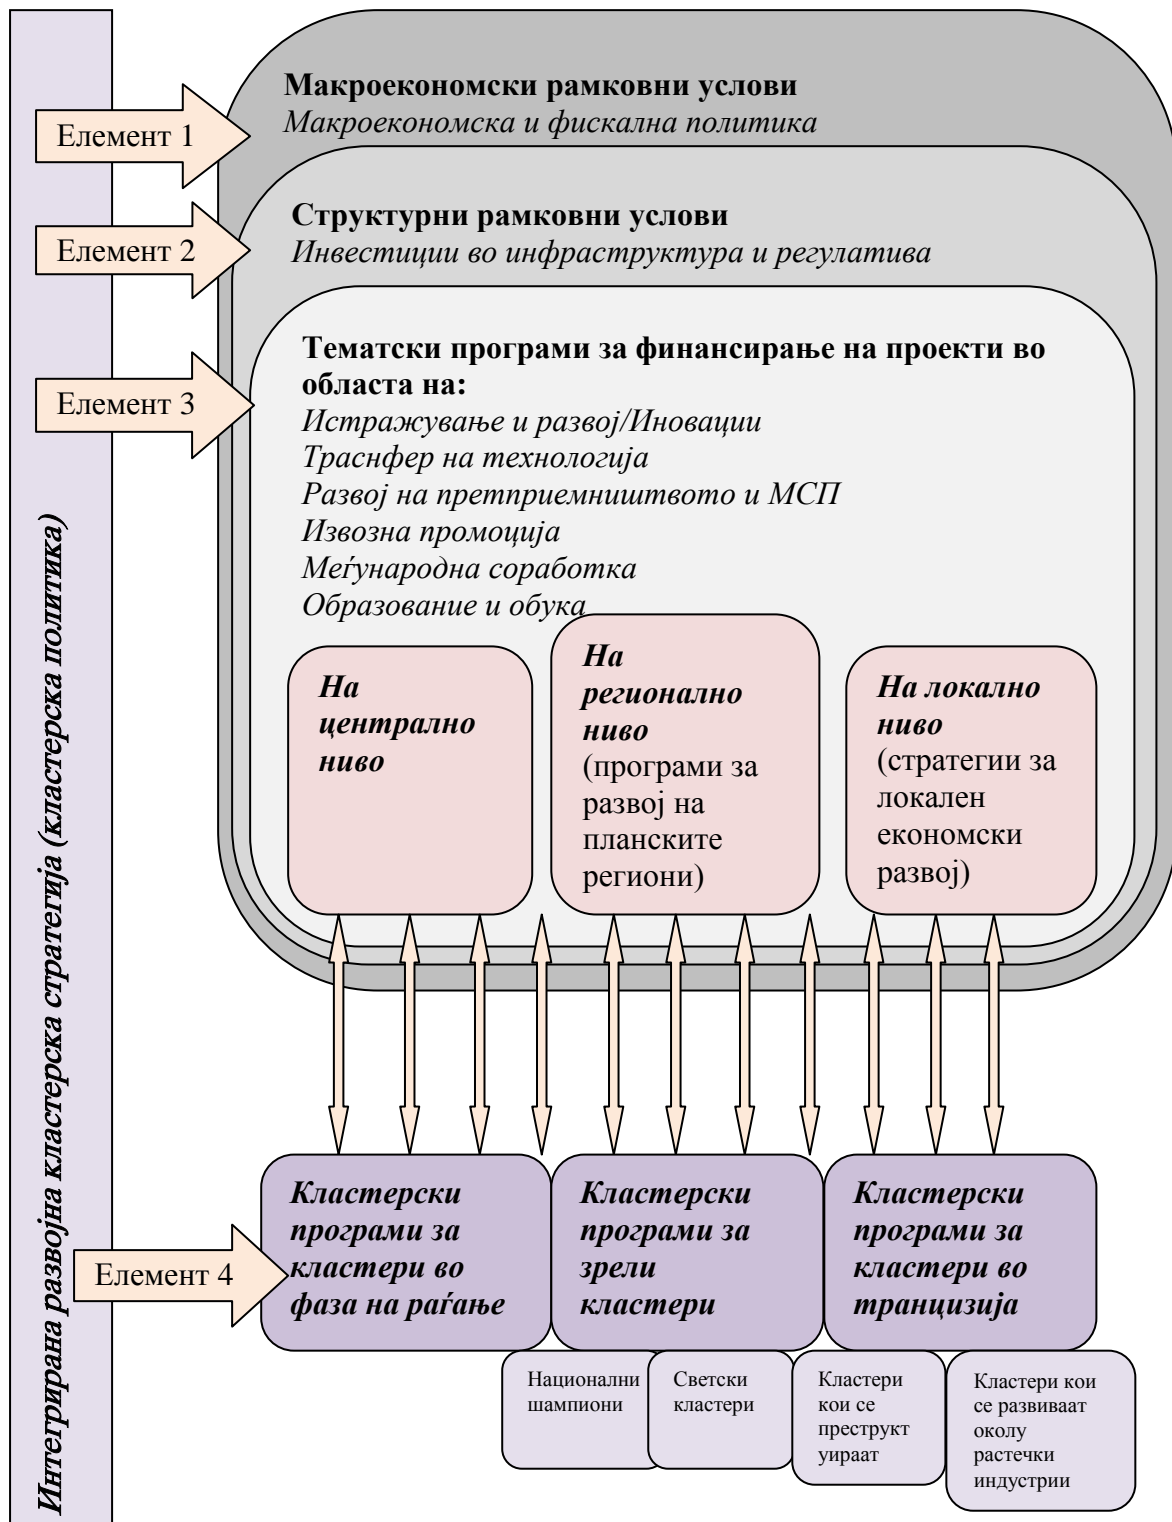 Интегрирана развојна кластерска стратегија (кластерска политика)
Елемент 1
Макроекономски рамковни услови
Макроекономска и фискална политика
Елемент 2
Структурни рамковни услови
Инвестиции во инфраструктура и регулатива
Елемент 3
Тематски програми за финансирање на проекти во
областа на:
Истражување и развој/Иновации
Траснфер на технологија
Развој на претприемништвото и МСП
Извозна промоција
Меѓународна соработка
Образование и обука
На
централно
ниво
На
регионално
ниво
(програми за
развој на
планските
региони)
На локално
ниво
(стратегии за
локален
економски
развој)
Елемент 4
Кластерски
програми за
кластери во
фаза на раѓање
Кластерски
програми за
зрели
кластери
Кластерски
програми за
кластери во
транцизија
Национални
шампиони
Светски
кластери
Кластери
кои се
преструкт
уираат
Кластери кои
се развиваат
околу
растечки
индустрии